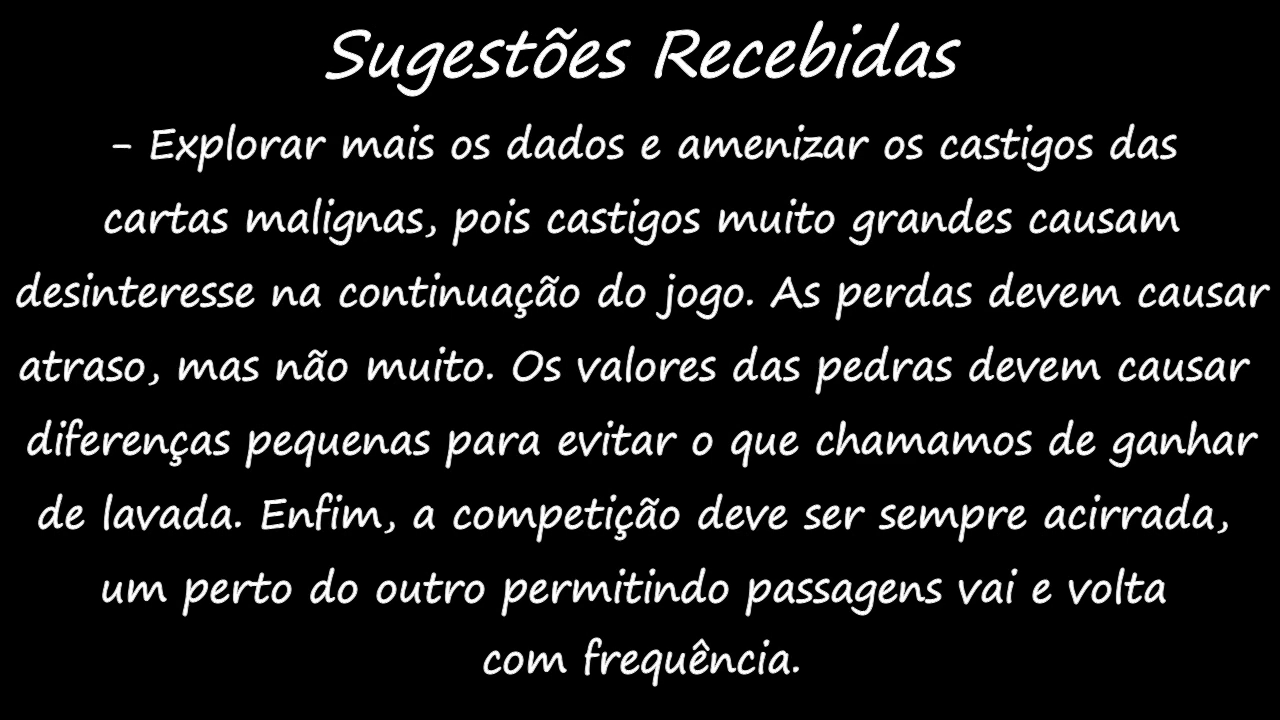 Sugestões Recebidas
- Explorar mais os dados e amenizar os castigos das
cartas malignas, pois castigos muito grandes causam
desinteresse na continuação do jogo. As perdas devem causar
atraso, mas não muito. Os valores das pedras devem causar
diferenças pequenas para evitar o que chamamos de ganhar
de lavada. Enfim, a competição deve ser sempre acirrada,
um perto do outro permitindo passagens vai e volta
com frequência.